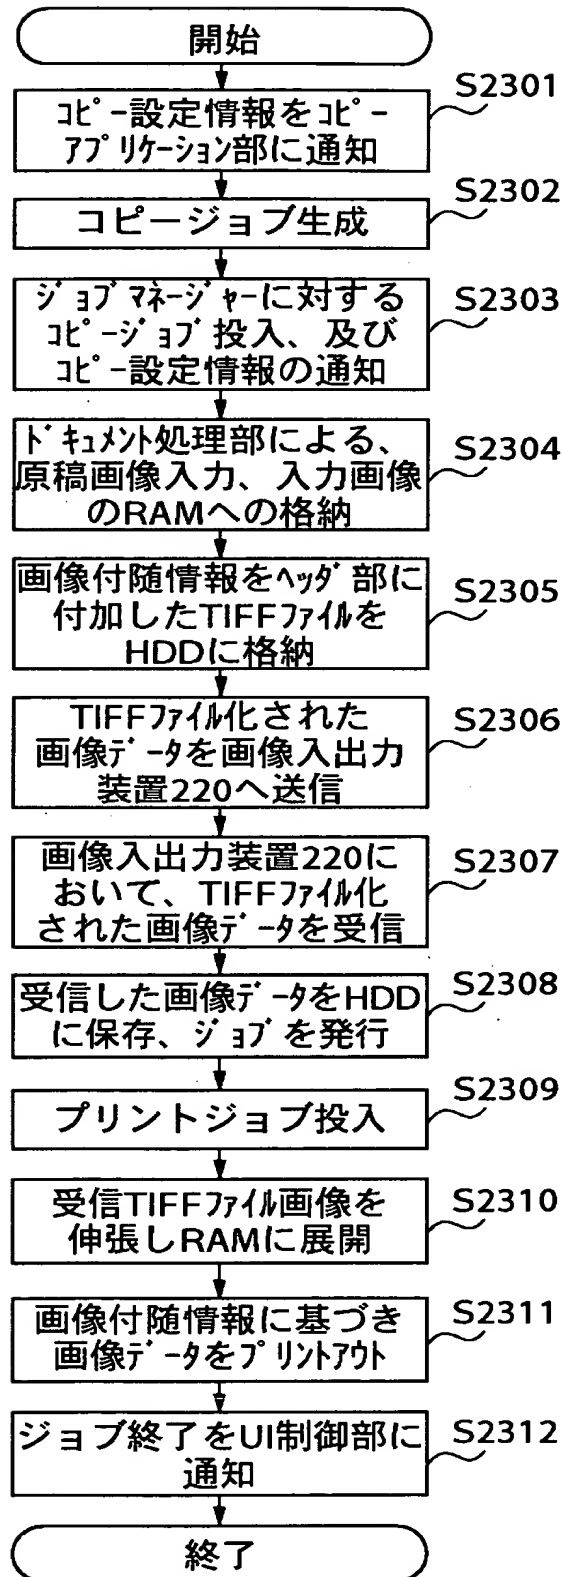 開始
S2301
ｺﾋﾟｰ設定情報をｺﾋﾟｰ
ｱﾌﾟﾘｹｰｼｮﾝ部に通知
S2302
コピージョブ生成
S2303
ｼﾞｮﾌﾞﾏﾈｰｼﾞｬｰに対する
ｺﾋﾟｰｼﾞｮﾌﾞ投入、及び
ｺﾋﾟｰ設定情報の通知
S2304
ﾄﾞｷｭﾒﾝﾄ処理部による、
原稿画像入力、入力画像
のRAMへの格納
S2305
画像付随情報をﾍｯﾀﾞ部に
付加したTIFFﾌｧｲﾙを
HDDに格納
S2306
TIFFﾌｧｲﾙ化された
画像ﾃﾞｰﾀを画像入出力
装置220へ送信
S2307
画像入出力装置220に
おいて、TIFFﾌｧｲﾙ化
された画像ﾃﾞｰﾀを受信
S2308
受信した画像ﾃﾞｰﾀをHDD
に保存、ｼﾞｮﾌﾞを発行
S2309
プリントジョブ投入
S2310
受信TIFFﾌｧｲﾙ画像を
伸張しRAMに展開
S2311
画像付随情報に基づき
画像ﾃﾞｰﾀをﾌﾟﾘﾝﾄｱｳﾄ
S2312
ジョブ終了をUI制御部に
通知
終了